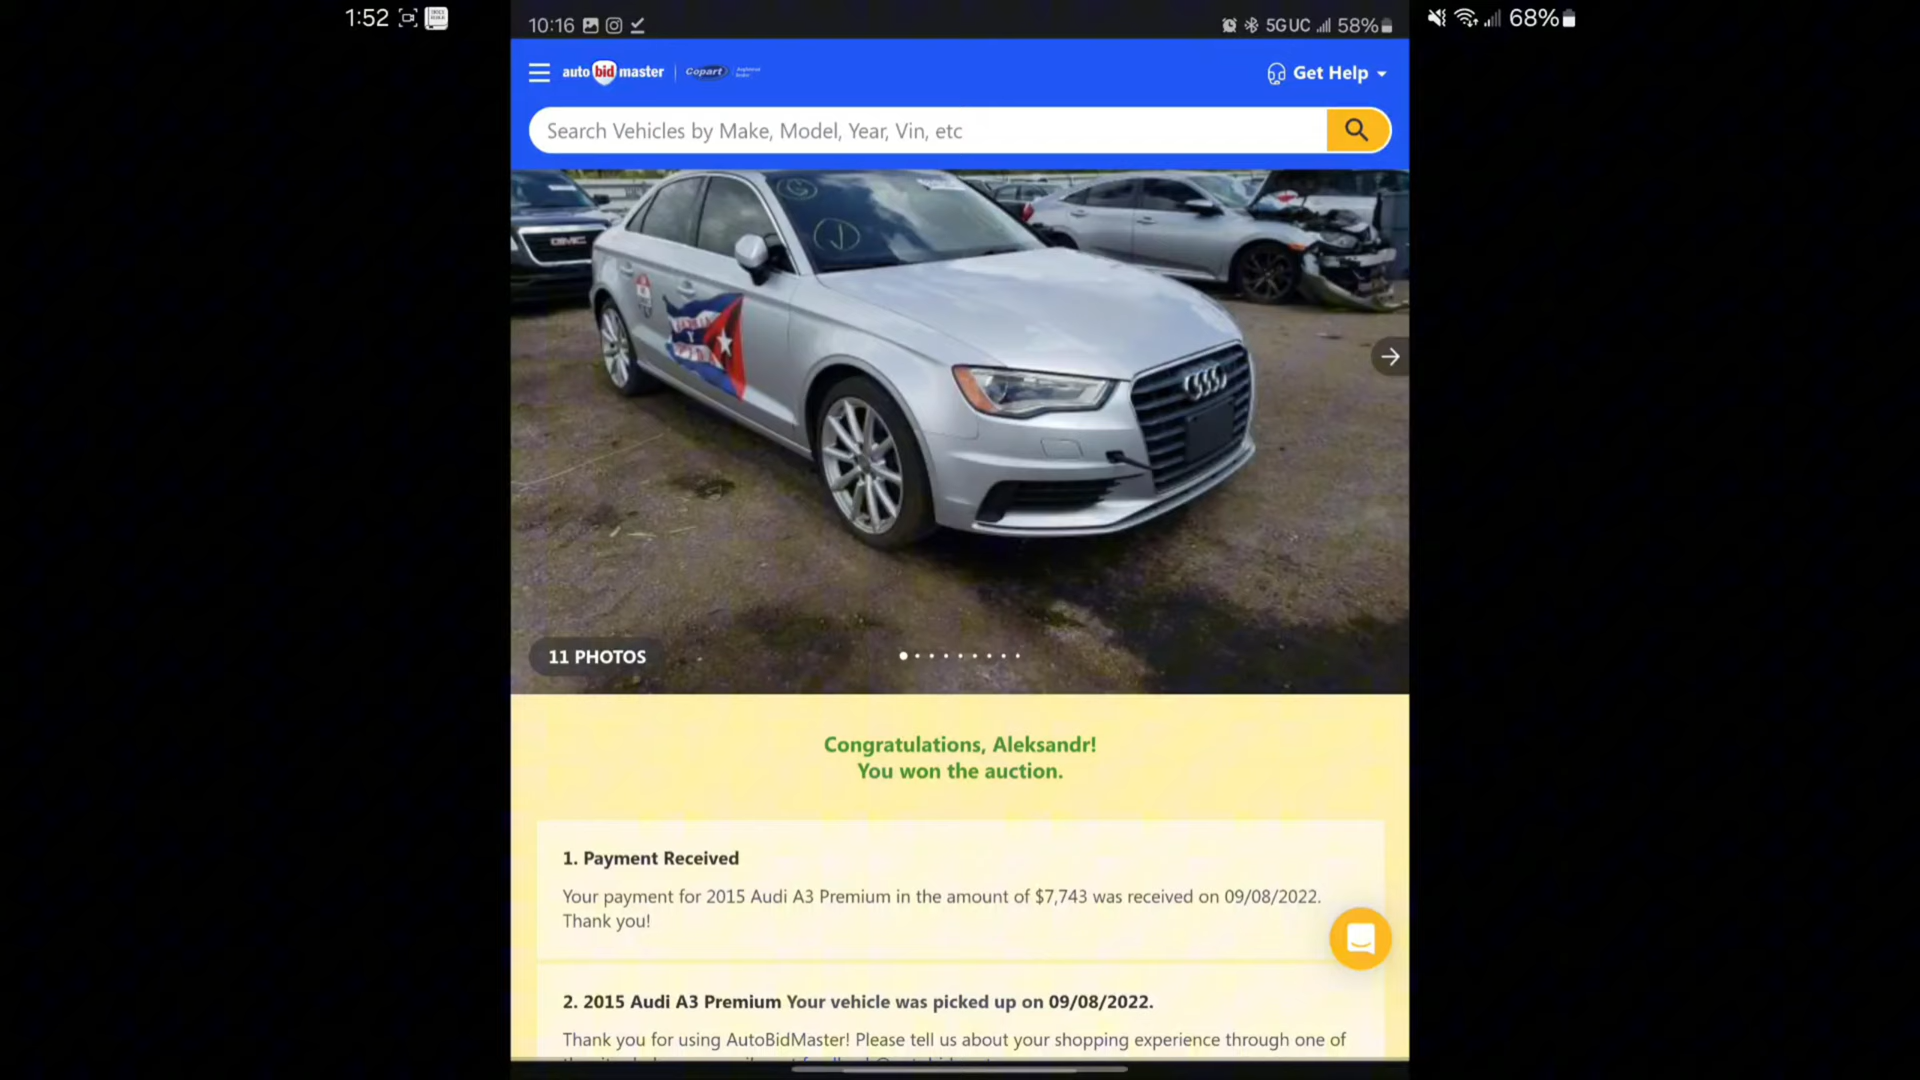 1:52
68%
10:16
5G UC
58%
auto bid master
Copart
Get Help
Search Vehicles by Make, Model, Year, Vin, etc
GMC
11 PHOTOS
Congratulations, Aleksandr!
You won the auction.
1. Payment Received
Your payment for 2015 Audi A3 Premium in the amount of $7,743 was received on 09/08/2022.
Thank you!
2. 2015 Audi A3 Premium Your vehicle was picked up on 09/08/2022.
Thank you for using AutoBidMaster! Please tell us about your shopping experience through one of